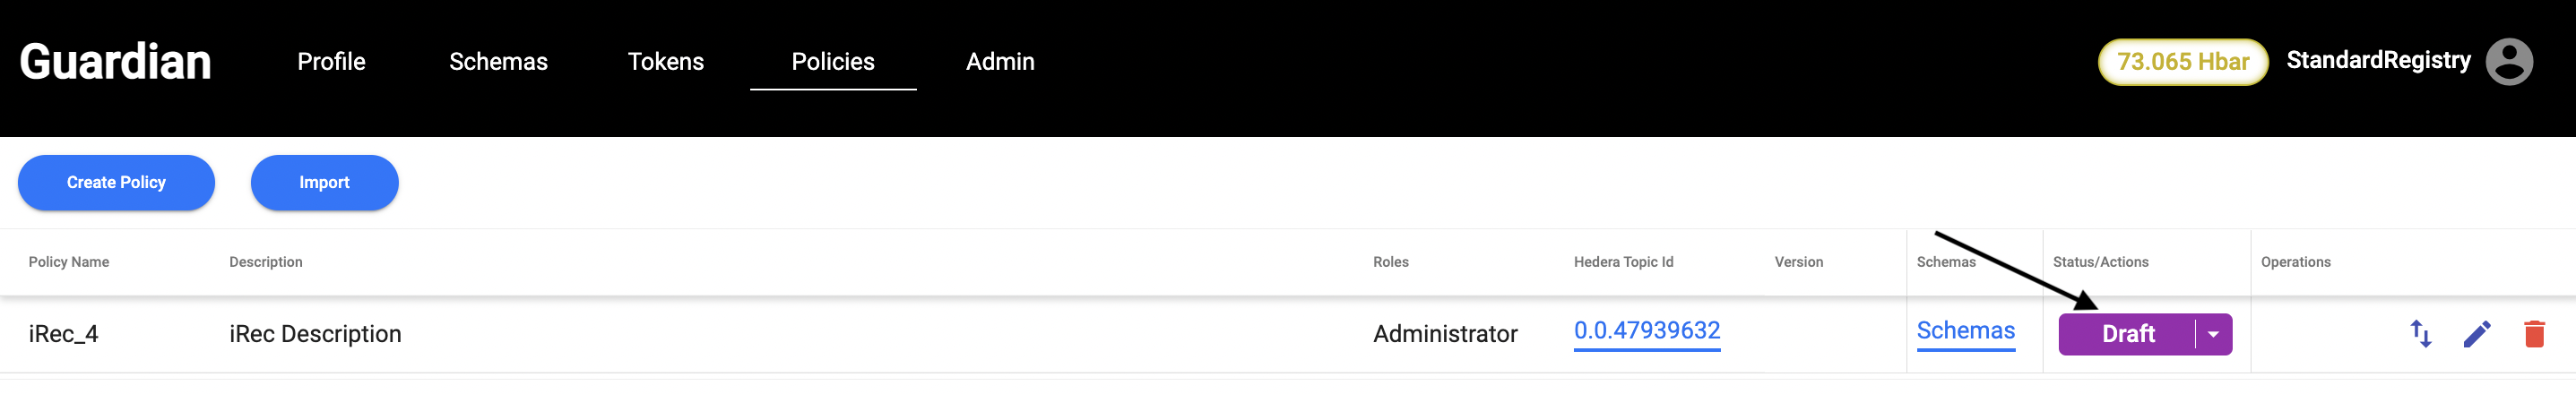 Guardian Profile Schemas Tokens Policies Admin 73.065 Hbar StandardRegistry
Create Policy Import
Policy Name Description Roles Hedera Topic Id Version Schemas Status/Actions Operations
iRec_4 iRec Description Administrator 0.0.47939632 Schemas Draft